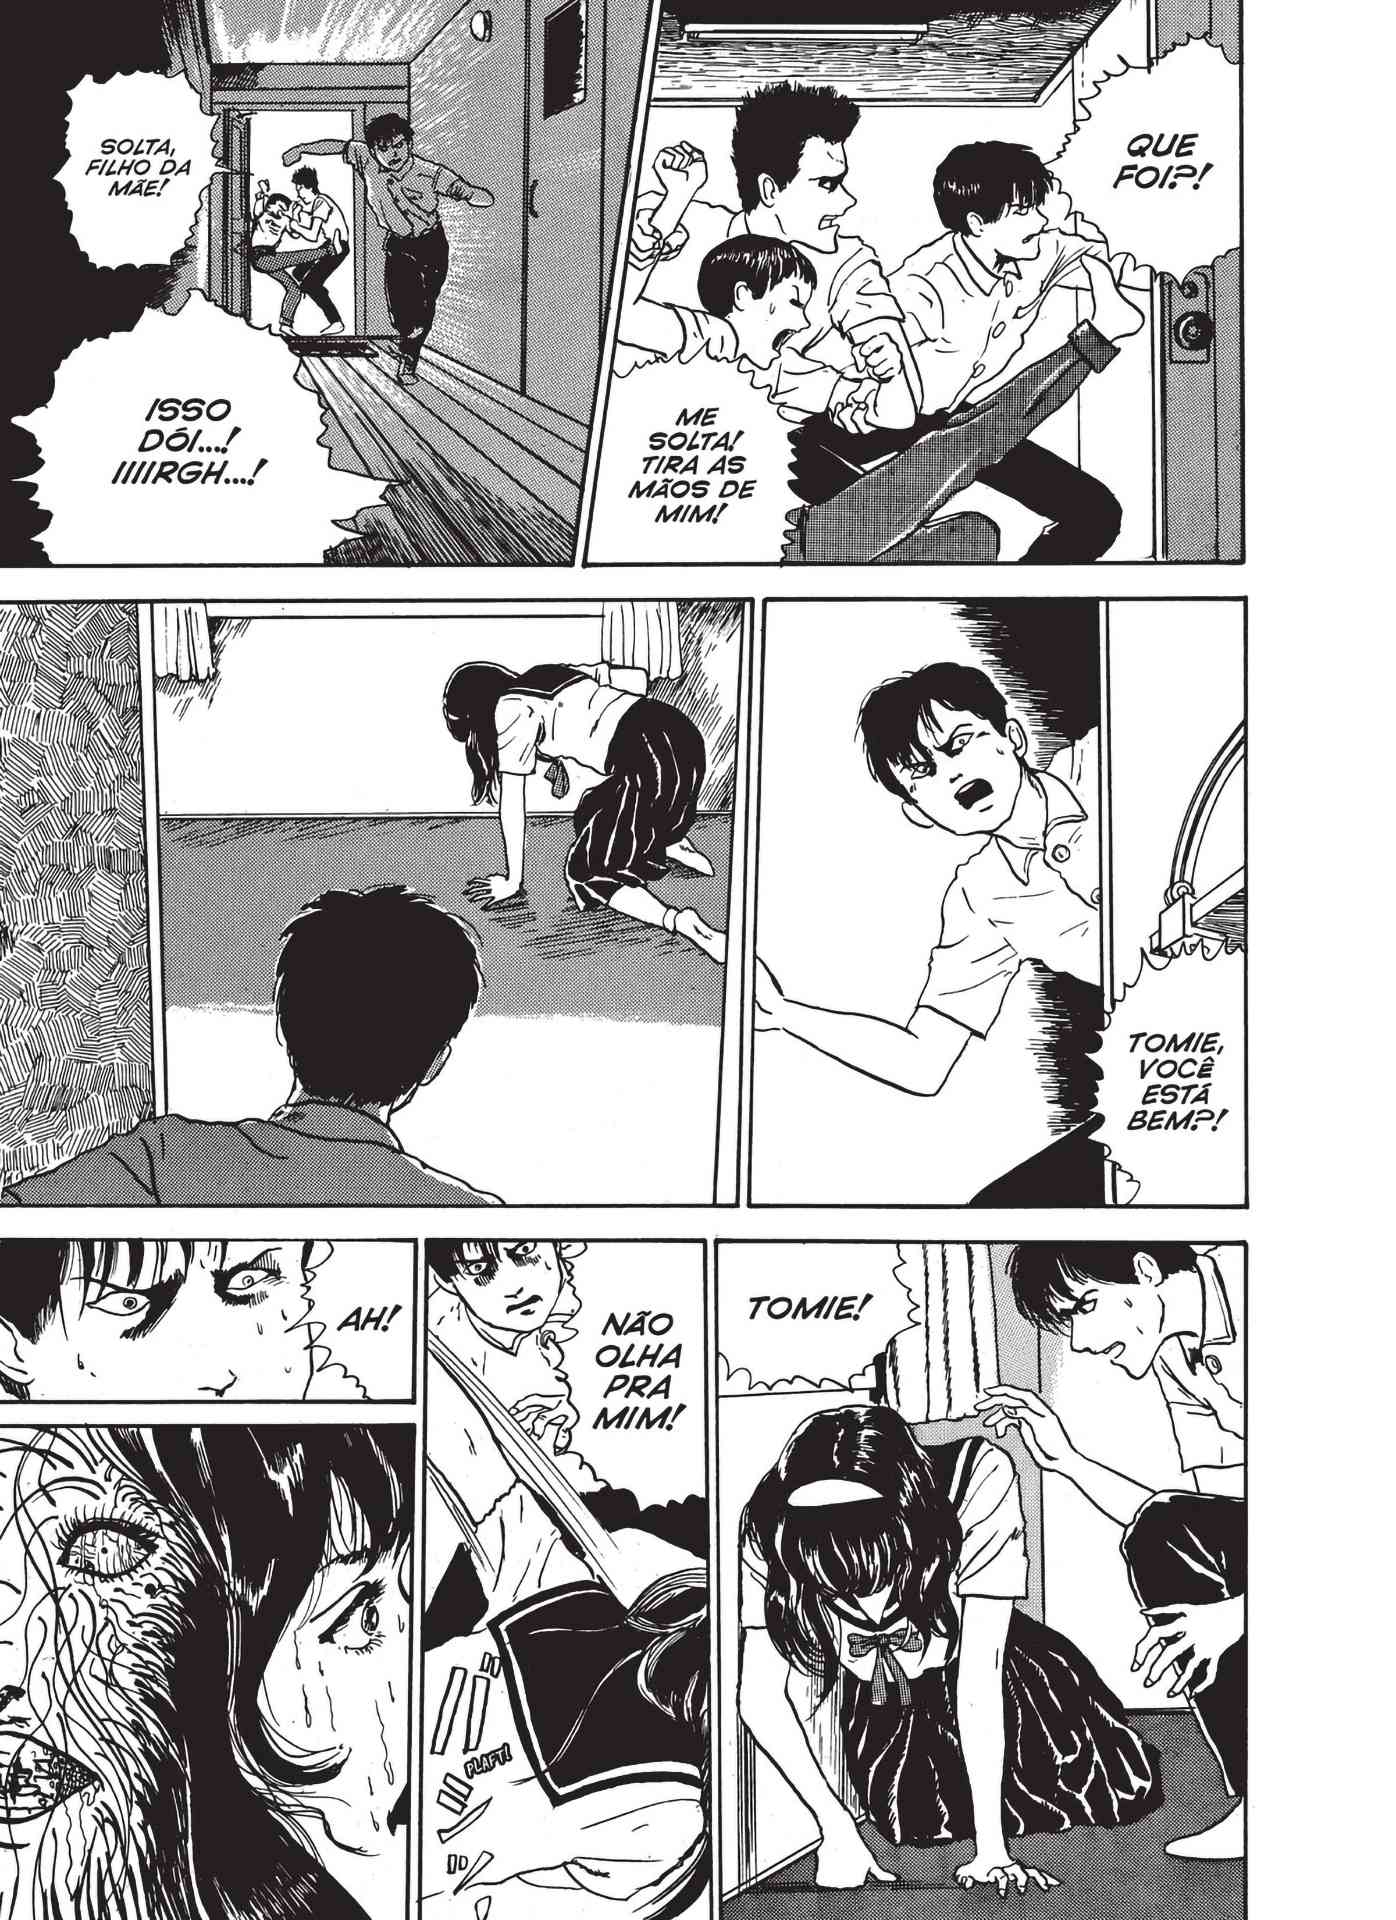 QUE
FOI?!
ME
SOLTA!
TIRA AS
MÃOS DE
MIM!
SOLTA,
FILHO DA
MÃE!
ISSO
DÓI...!
IIIIIRGH...!
TOMIE,
VOCÊ
ESTÁ
BEM?!
TOMIE!
NÃO
OLHA
PRA
MIM!
PLAFT!
AH!